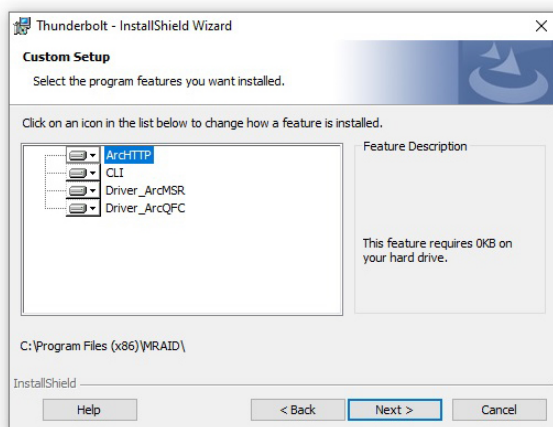 Thunderbolt - InstallShield Wizard
Custom Setup
Select the program features you want installed.
Click on an icon in the list below to change how a feature is installed.
ArcHTTP
CLI
Driver_ArcMSR
Driver_ArcQFC
Feature Description
This feature requires 0KB on
your hard drive.
C:\Program Files (x86)\MRAID\
InstallShield
Help
< Back
Next >
Cancel